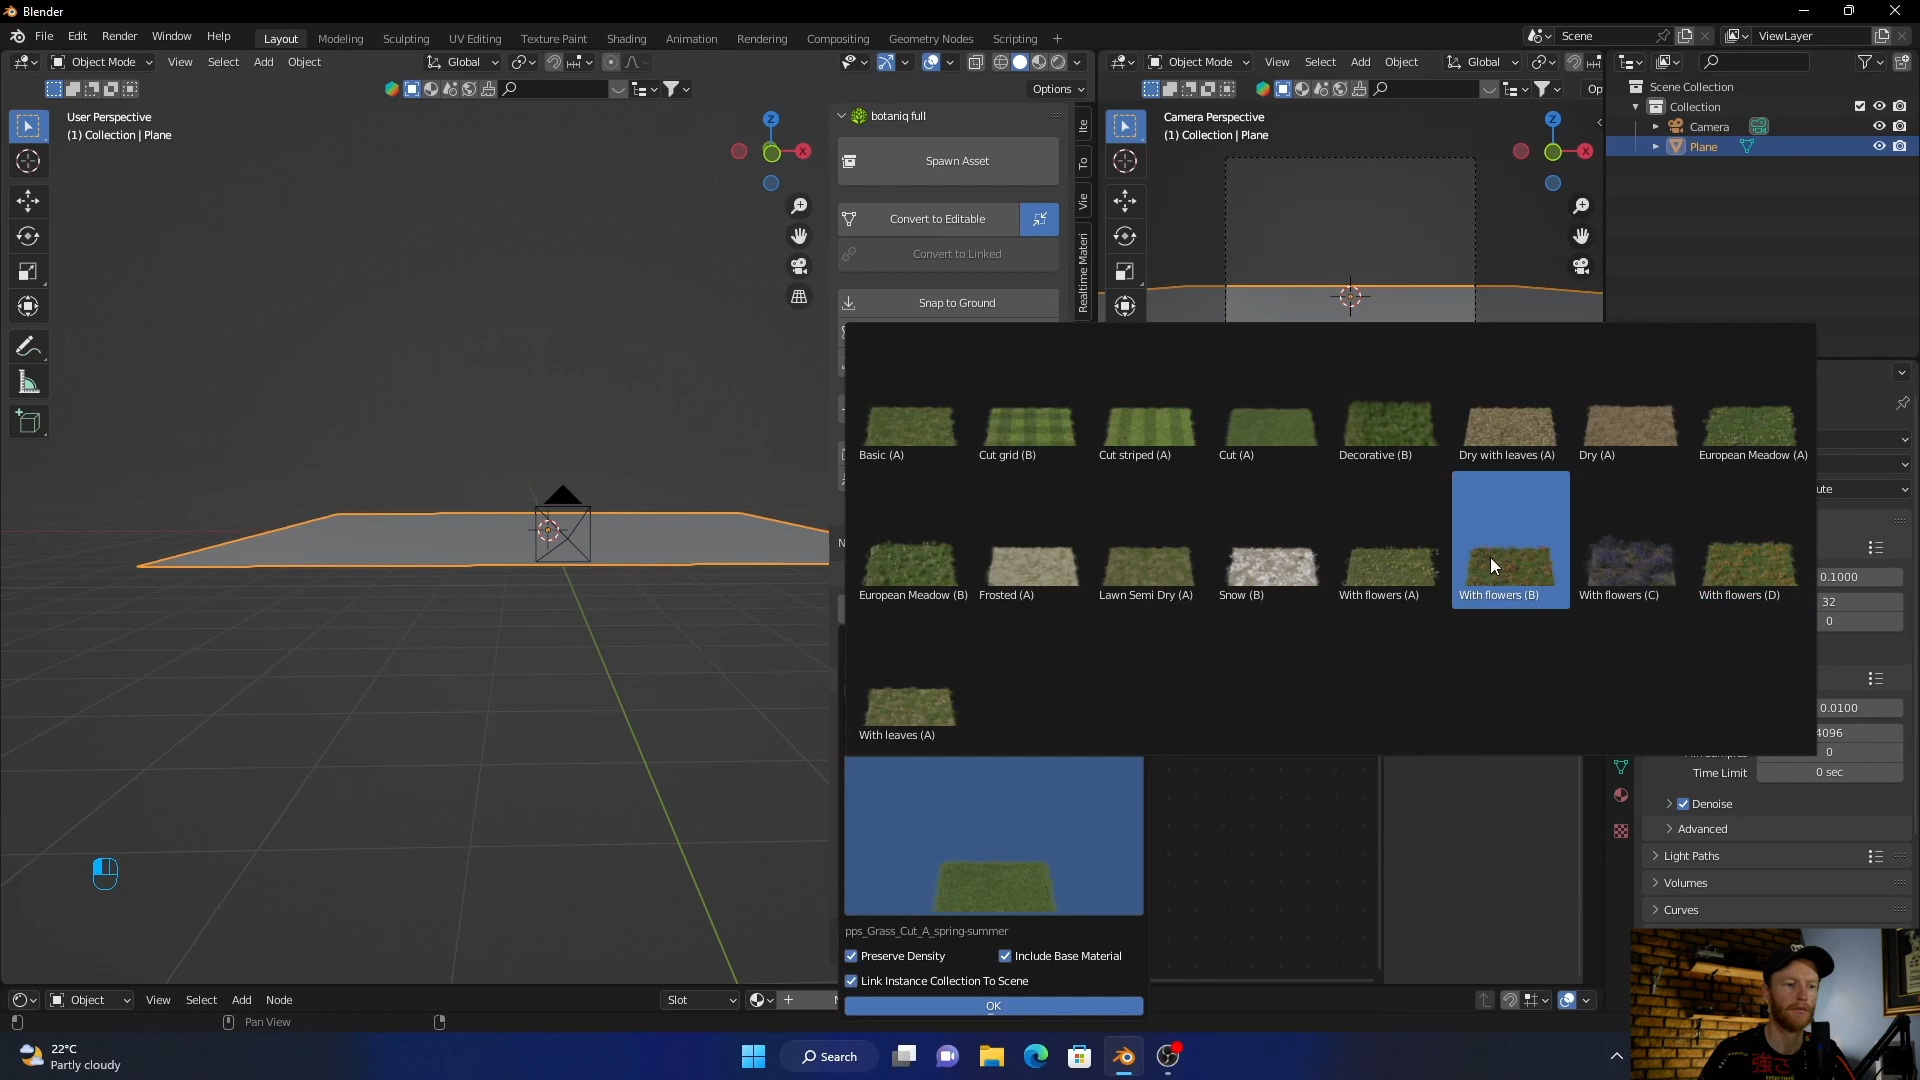 Blender
File Edit Render Window Help Layout Modeling Sculpting UV Editing Texture Paint Shading Animation Rendering Compositing Geometry Nodes Scripting + Scene ViewLayer
Object Mode View Select Add Object Global Object Mode View Select Add Object Global
Options Op
User Perspective
(1) Collection | Plane
Z
X
botaniq full
Spawn Asset
Convert to Editable
Convert to Linked
Snap to Ground
Ite
To
Vie
Realtime Materi
Camera Perspective
(1) Collection | Plane
Z
X
Scene Collection
Collection
Camera
Plane
Basic (A) Cut grid (B) Cut striped (A) Cut (A) Decorative (B) Dry with leaves (A) Dry (A) European Meadow (A)
European Meadow (B) Frosted (A) Lawn Semi Dry (A) Snow (B) With flowers (A) With flowers (B) With flowers (C) With flowers (D)
With leaves (A)
ute
0.1000
32
0
0.0100
4096
0
Time Limit 0 sec
Denoise
Advanced
Light Paths
Volumes
Curves
pps_Grass_Cut_A_spring-summer
Preserve Density Include Base Material
Link Instance Collection To Scene
OK
Object View Select Add Node Slot
Pan View
22°C
Partly cloudy
Search